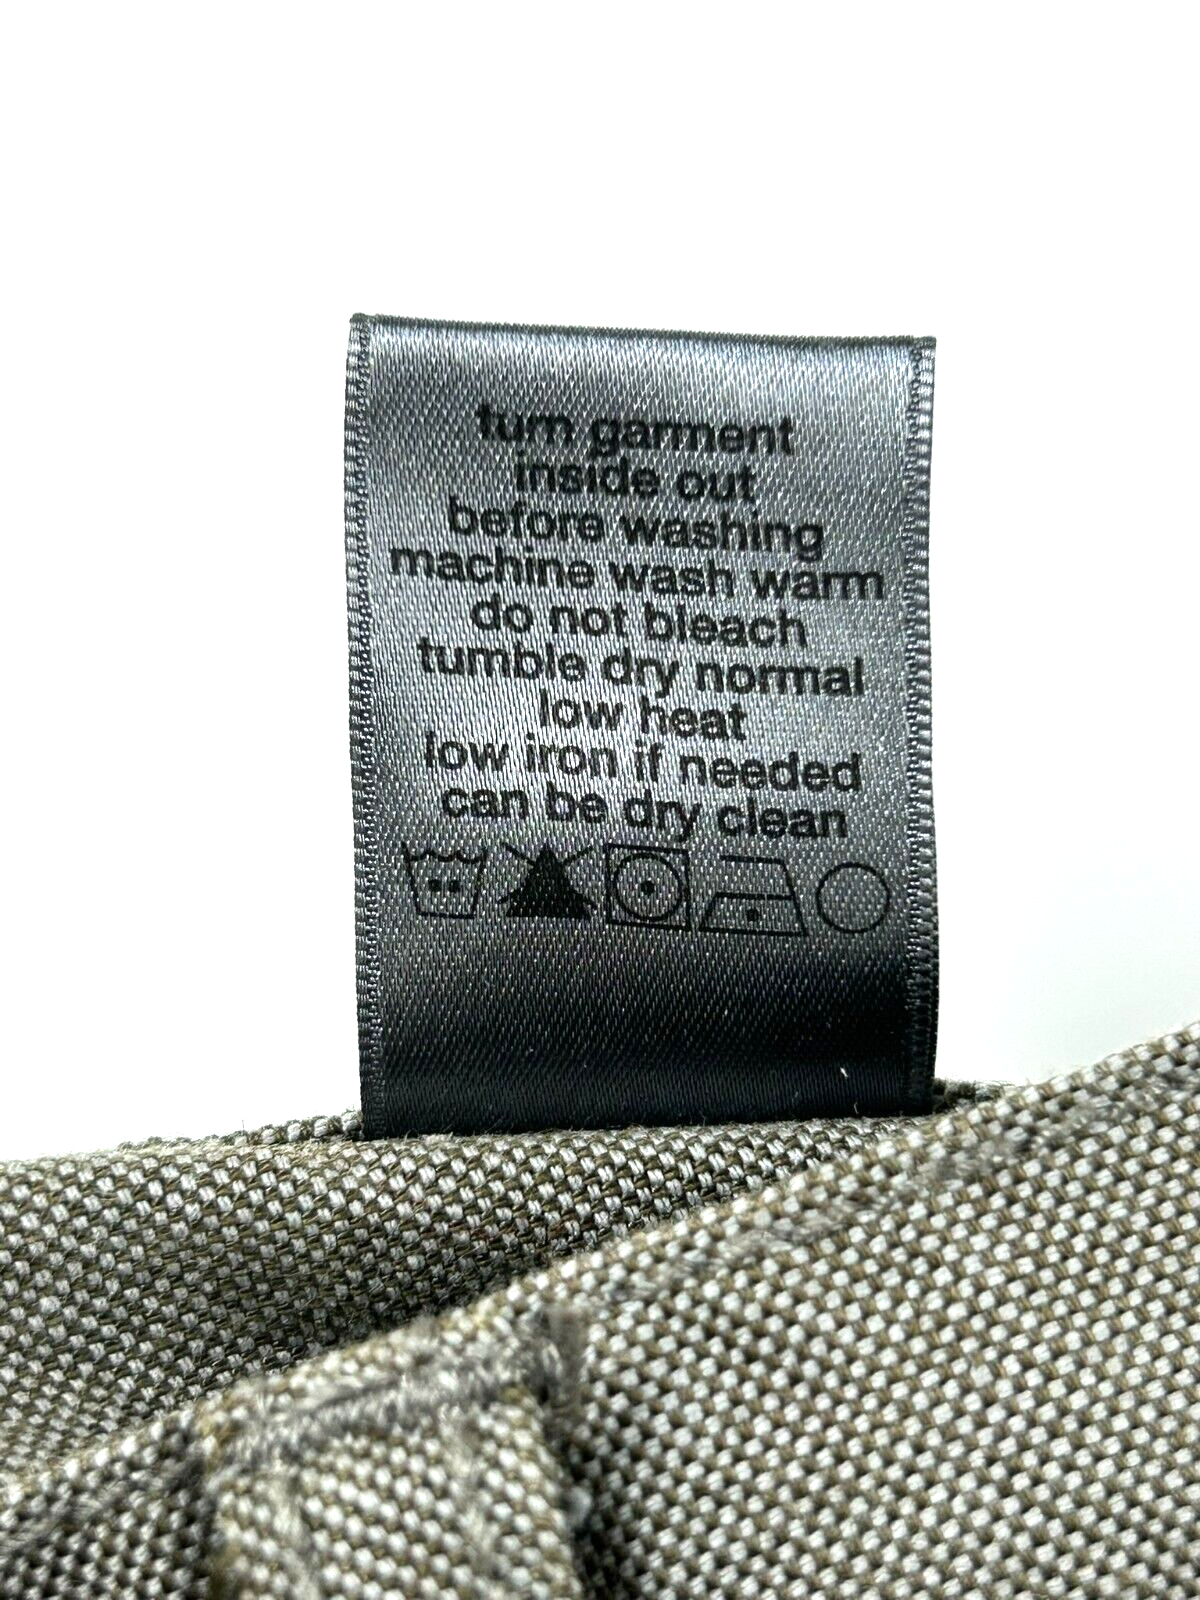 turn garment
inside out
before washing
machine wash warm
do not bleach
tumble dry normal
low heat
low iron if needed
can be dry clean